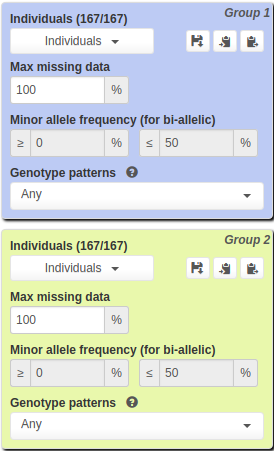 Group 1
Individuals (167/167)
Individuals
Max missing data
100 %
Minor allele frequency (for bi-allelic)
≥ 0 % ≤ 50 %
Genotype patterns ?
Any
Group 2
Individuals (167/167)
Individuals
Max missing data
100 %
Minor allele frequency (for bi-allelic)
≥ 0 % ≤ 50 %
Genotype patterns ?
Any